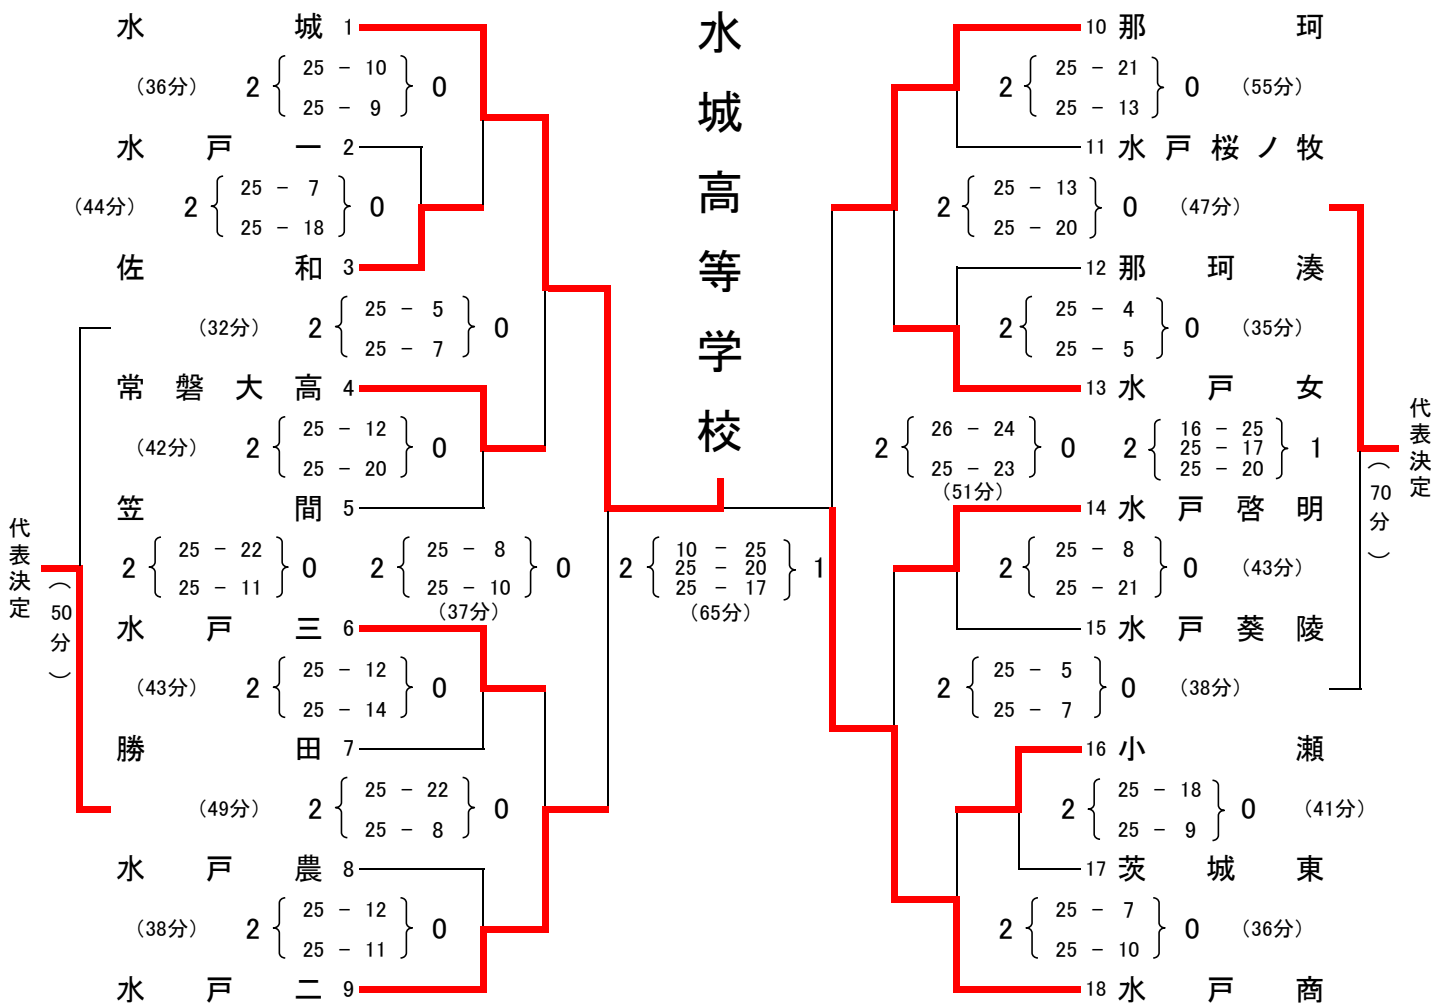 水城高等学校
水城 1
(36分) 2 25 − 10 0
25 − 9
水戸一 2
(44分) 2 25 − 7 0
25 − 18
佐和 3
(32分) 2 25 − 5 0
25 − 7
常磐大高 4
(42分) 2 25 − 12 0
25 − 20
笠間 5
代表決定
(50分)
2 25 − 22 0
25 − 11
2 25 − 8 0
25 − 10
(37分)
水戸三 6
(43分) 2 25 − 12 0
25 − 14
勝田 7
(49分) 2 25 − 22 0
25 − 8
水戸農 8
(38分) 2 25 − 12 0
25 − 11
水戸二 9
2 10 − 25 1
25 − 20
25 − 17
(65分)
10 那珂
2 25 − 21 0 (55分)
25 − 13
11 水戸桜ノ牧
2 25 − 13 0 (47分)
25 − 20
12 那珂湊
2 25 − 4 0 (35分)
25 − 5
13 水戸女
2 26 − 24 0
25 − 23
(51分)
2 16 − 25 1
25 − 17
25 − 20
代表決定
(70分)
14 水戸啓明
2 25 − 8 0 (43分)
25 − 21
15 水戸葵陵
2 25 − 5 0 (38分)
25 − 7
16 小瀬
2 25 − 18 0 (41分)
25 − 9
17 茨城東
2 25 − 7 0 (36分)
25 − 10
18 水戸商